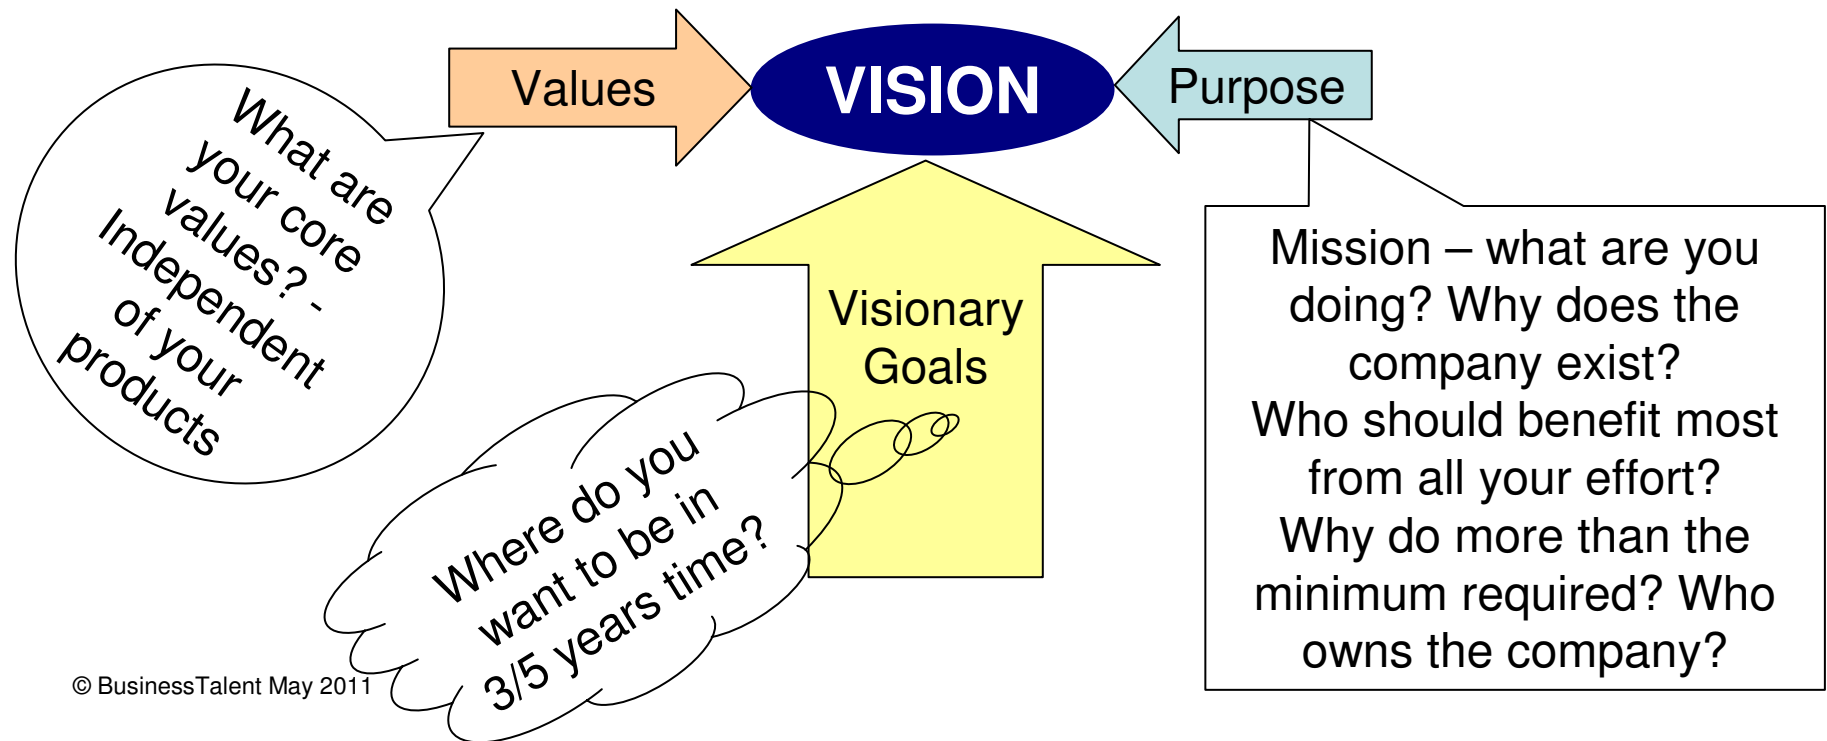 Values
VISION
Purpose
What are
your core
values? -
Independent
of your
products
Visionary
Goals
Where do you
want to be in
3/5 years time?
Mission – what are you
doing? Why does the
company exist?
Who should benefit most
from all your effort?
Why do more than the
minimum required? Who
owns the company?
© BusinessTalent May 2011